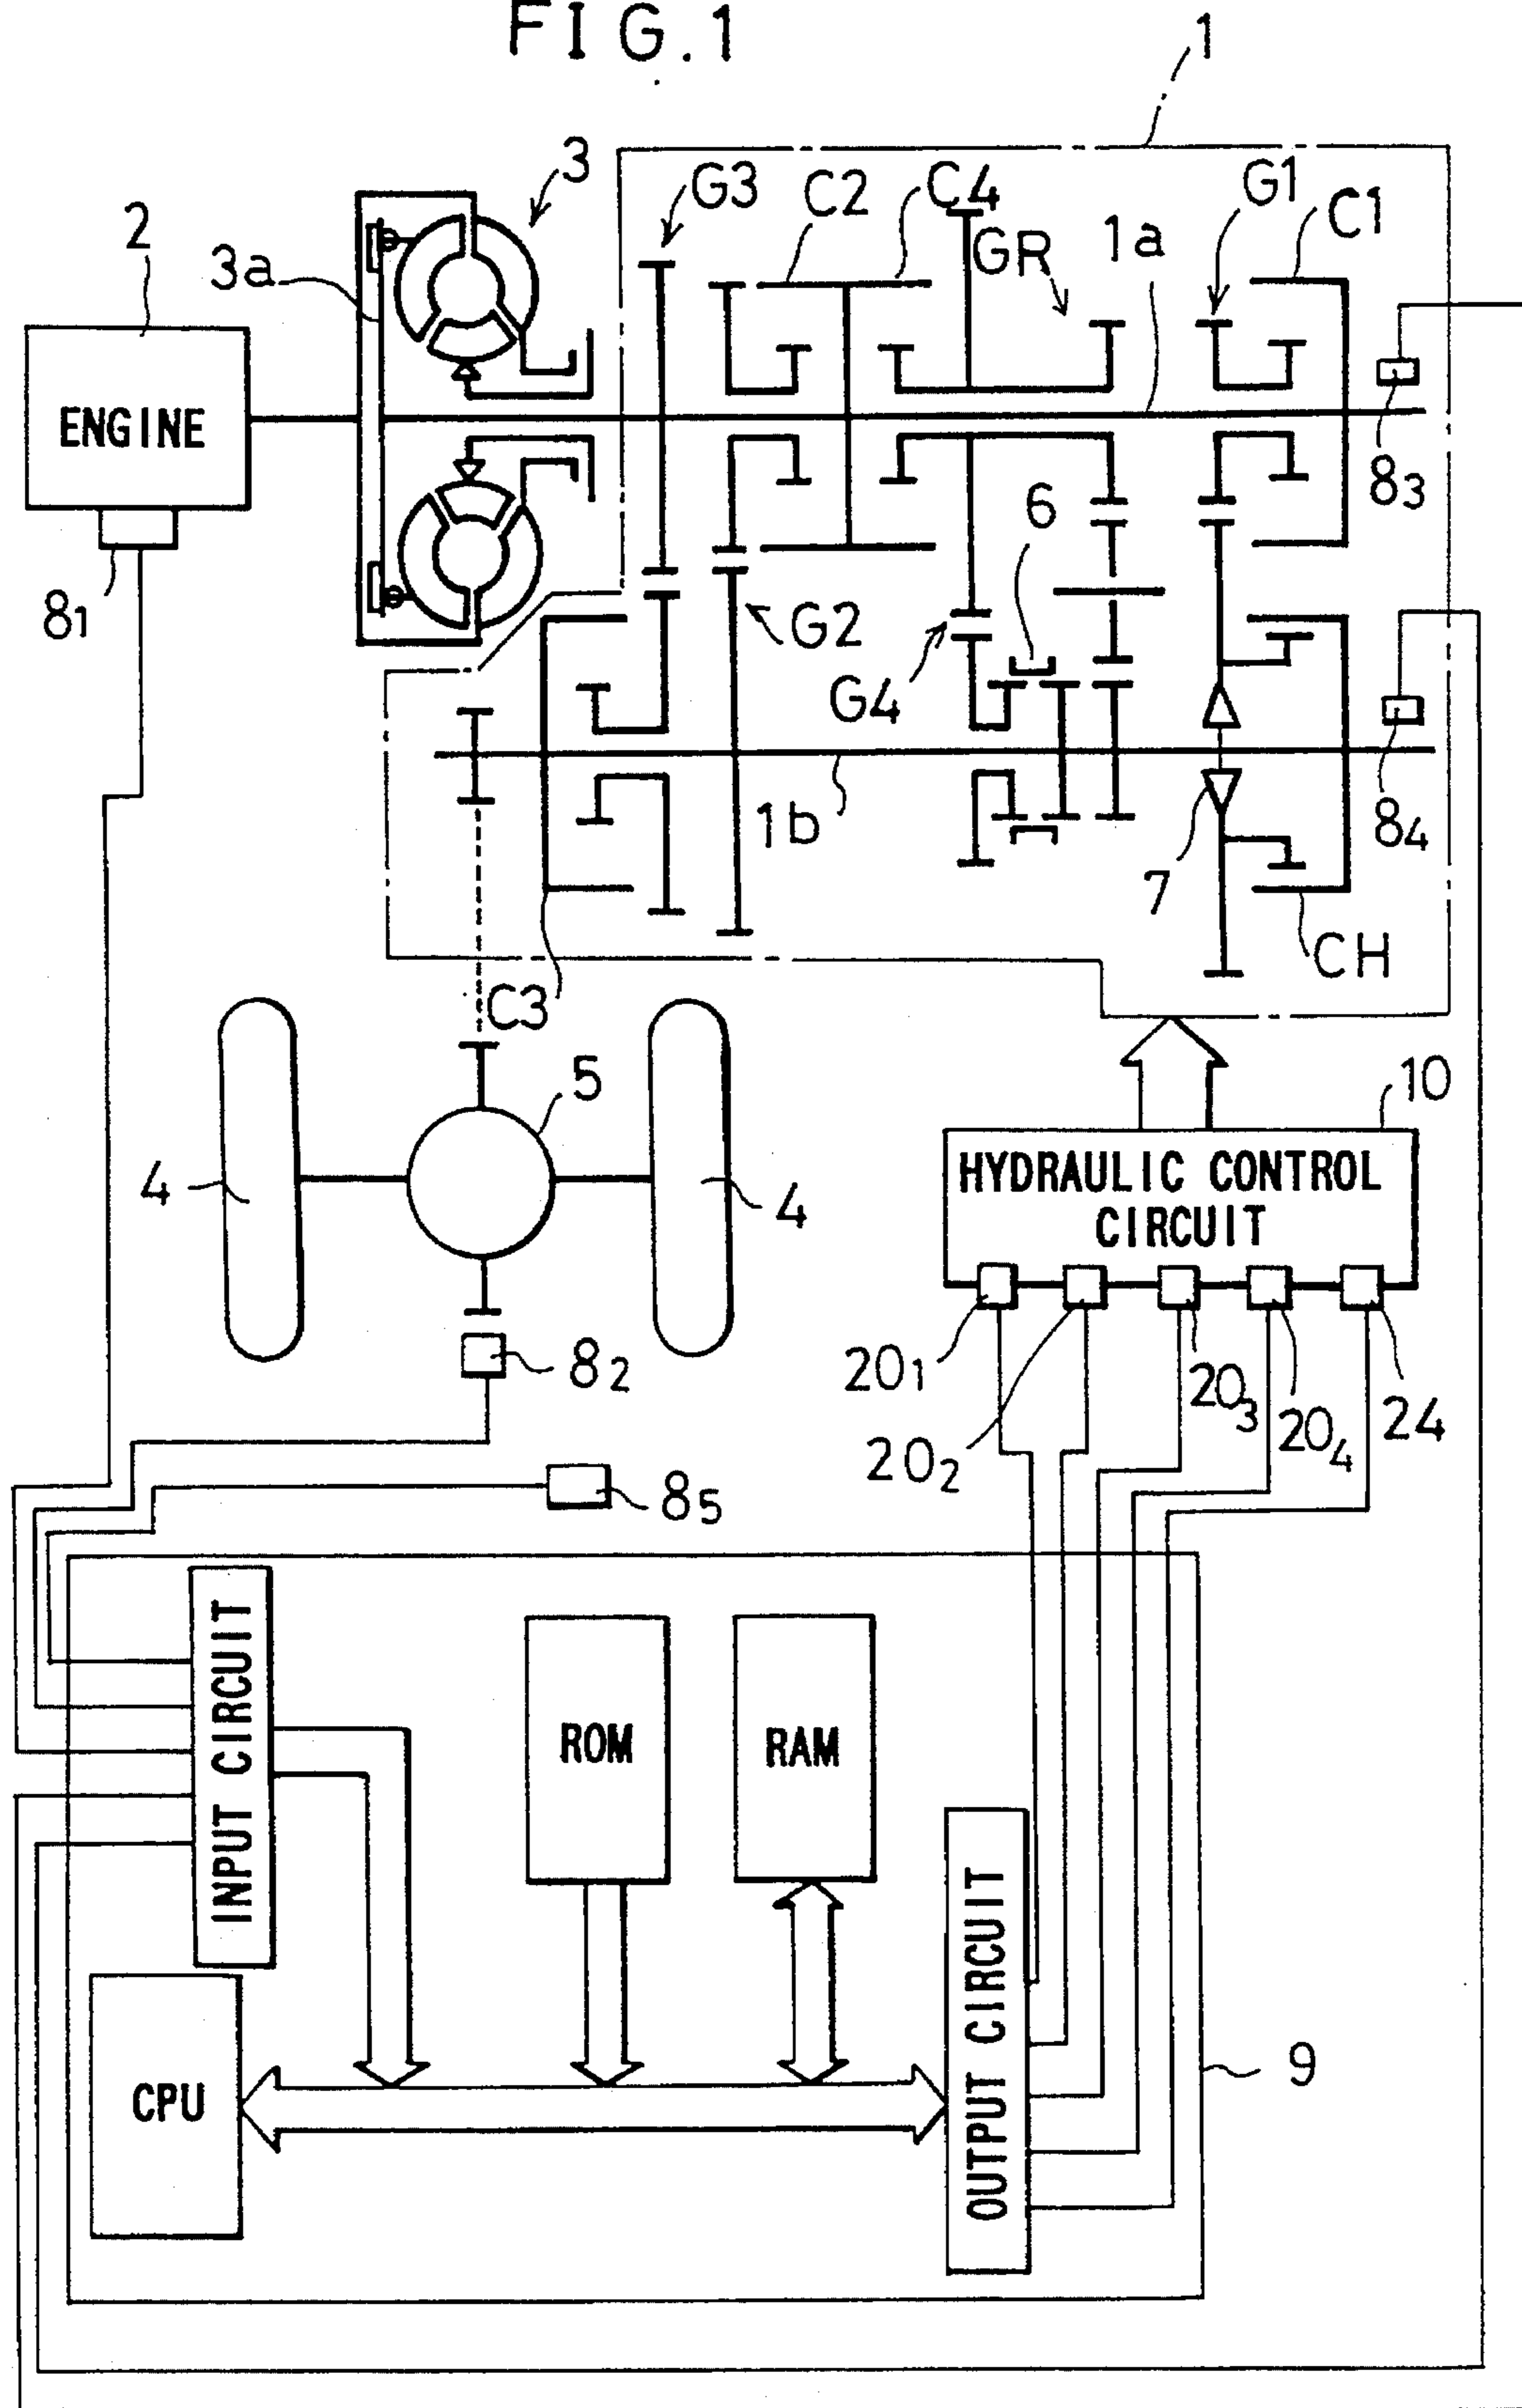 FIG.1
1
3
G3
C2
C4
G1
C1
2
3a
GR
1a
ENGINE
8₃
6
8₁
G2
G4
1b
7
8₄
CH
C3
5
10
4
4
HYDRAULIC CONTROL
CIRCUIT
8₂
20₁
20₂
20₃
20₄
24
8₅
INPUT CIRCUIT
ROM
RAM
OUTPUT CIRCUIT
9
CPU